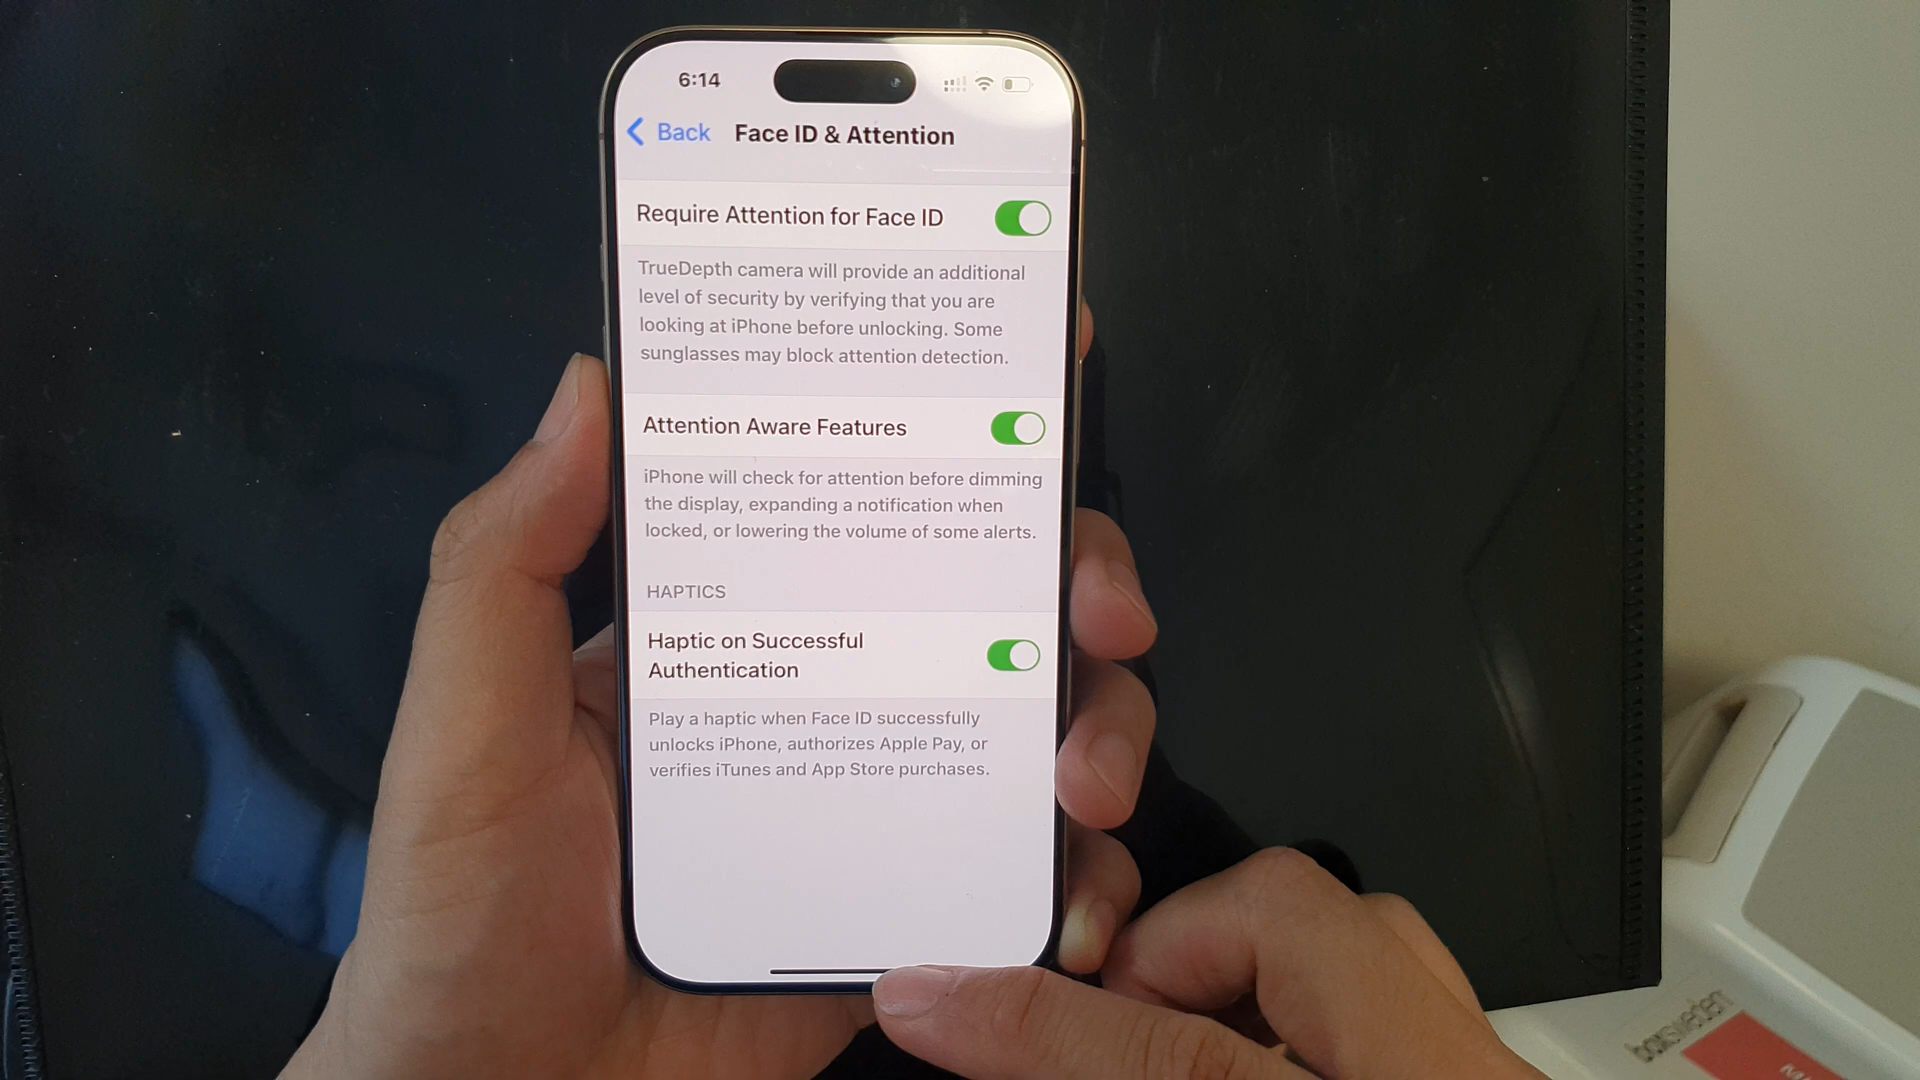 6:14
Back Face ID & Attention
Require Attention for Face ID
TrueDepth camera will provide an additional
level of security by verifying that you are
looking at iPhone before unlocking. Some
sunglasses may block attention detection.
Attention Aware Features
iPhone will check for attention before dimming
the display, expanding a notification when
locked, or lowering the volume of some alerts.
HAPTICS
Haptic on Successful
Authentication
Play a haptic when Face ID successfully
unlocks iPhone, authorizes Apple Pay, or
verifies iTunes and App Store purchases.
boxsweden